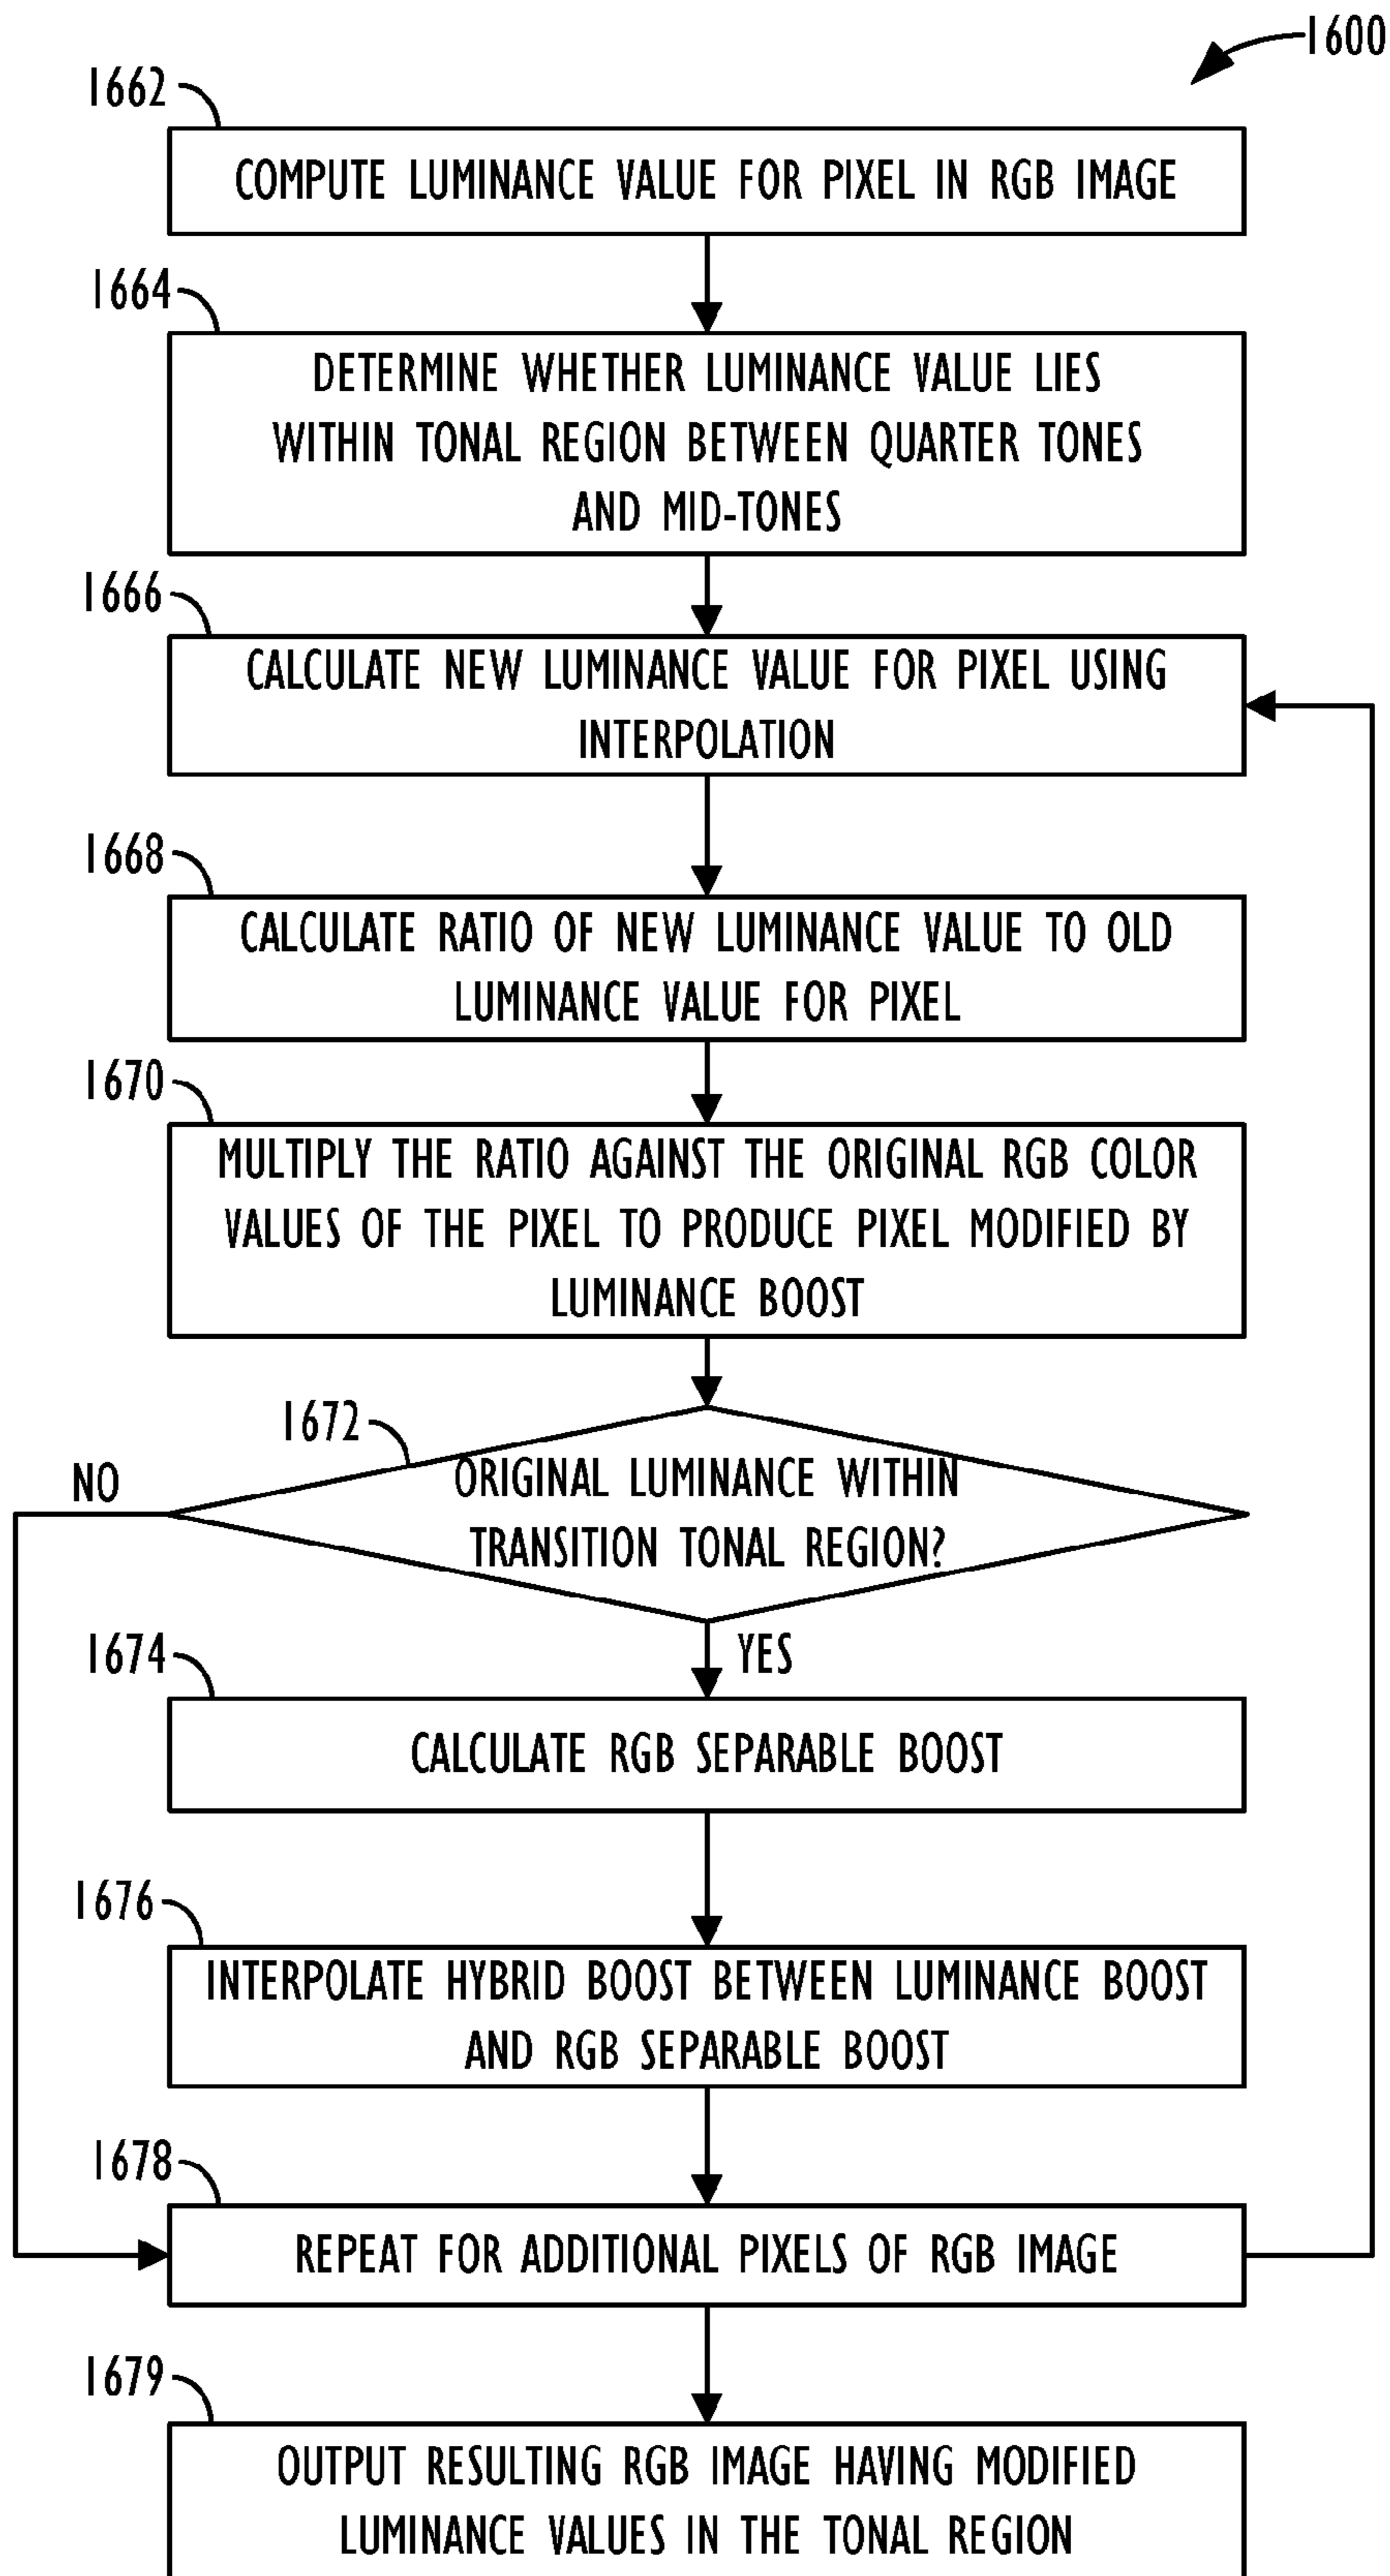 1600
1662
COMPUTE LUMINANCE VALUE FOR PIXEL IN RGB IMAGE
1664
DETERMINE WHETHER LUMINANCE VALUE LIES
WITHIN TONAL REGION BETWEEN QUARTER TONES
AND MID-TONES
1666
CALCULATE NEW LUMINANCE VALUE FOR PIXEL USING
INTERPOLATION
1668
CALCULATE RATIO OF NEW LUMINANCE VALUE TO OLD
LUMINANCE VALUE FOR PIXEL
1670
MULTIPLY THE RATIO AGAINST THE ORIGINAL RGB COLOR
VALUES OF THE PIXEL TO PRODUCE PIXEL MODIFIED BY
LUMINANCE BOOST
1672
NO
ORIGINAL LUMINANCE WITHIN
TRANSITION TONAL REGION?
YES
1674
CALCULATE RGB SEPARABLE BOOST
1676
INTERPOLATE HYBRID BOOST BETWEEN LUMINANCE BOOST
AND RGB SEPARABLE BOOST
1678
REPEAT FOR ADDITIONAL PIXELS OF RGB IMAGE
1679
OUTPUT RESULTING RGB IMAGE HAVING MODIFIED
LUMINANCE VALUES IN THE TONAL REGION